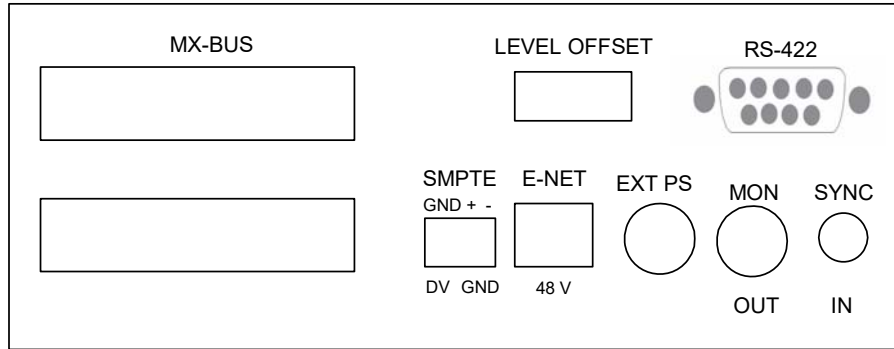 MX-BUS
LEVEL OFFSET
RS-422
SMPTE
E-NET
EXT PS
MON
SYNC
GND + -
DV GND
48 V
OUT
IN